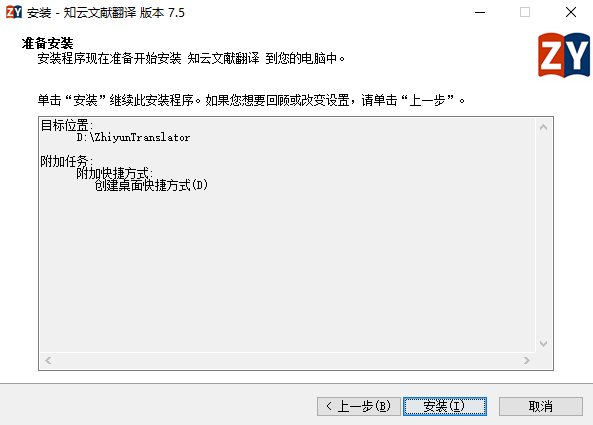 ZY 安装 - 知云文献翻译 版本 7.5
准备安装
安装程序现在准备开始安装 知云文献翻译 到您的电脑中。
ZY
单击“安装”继续此安装程序。如果您想要回顾或改变设置，请单击“上一步”。
目标位置:
D:\ZhiyunTranslator
附加任务:
附加快捷方式:
创建桌面快捷方式(D)
< 上一步(B)
安装(I)
取消